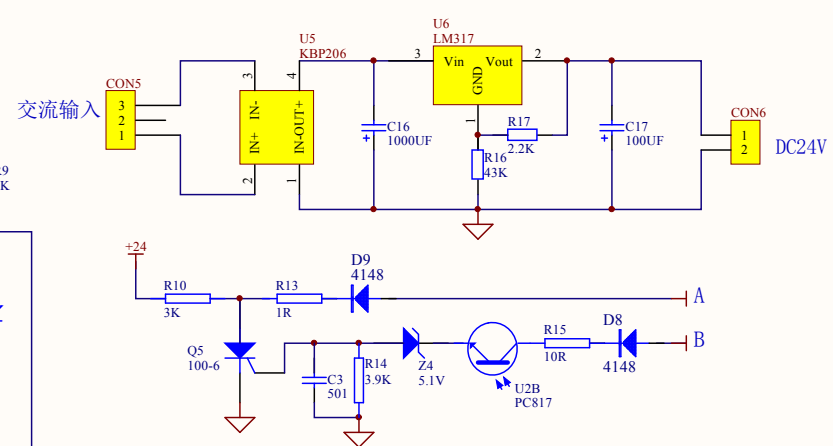 U6
LM317
U5
KBP206
3
Vin
Vout
2
GND
1
CON5
交流输入
3
2
1
3
4
IN-
IN+
IN-OUT+
2
1
C16
1000UF
+
R17
2.2K
R16
43K
C17
100UF
+
CON6
1
2
DC24V
9
K
+24
R10
3K
R13
1R
D9
4148
A
Q5
100-6
C3
501
R14
3.9K
Z4
5.1V
U2B
PC817
R15
10R
D8
4148
B